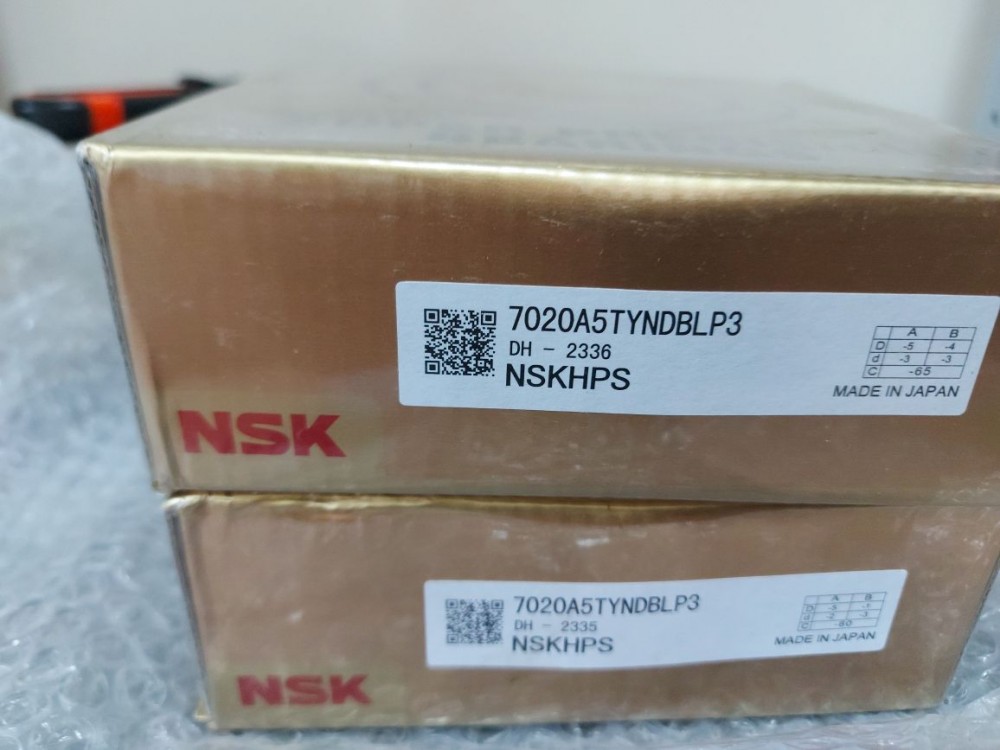 7020A5TYNDBLP3
DH - 2336
NSKHPS
A B
D -5 -4
d -3 -3
C -65
MADE IN JAPAN
NSK
7020A5TYNDBLP3
DH - 2335
NSKHPS
A B
D
C -60
MADE IN JAPAN
NSK